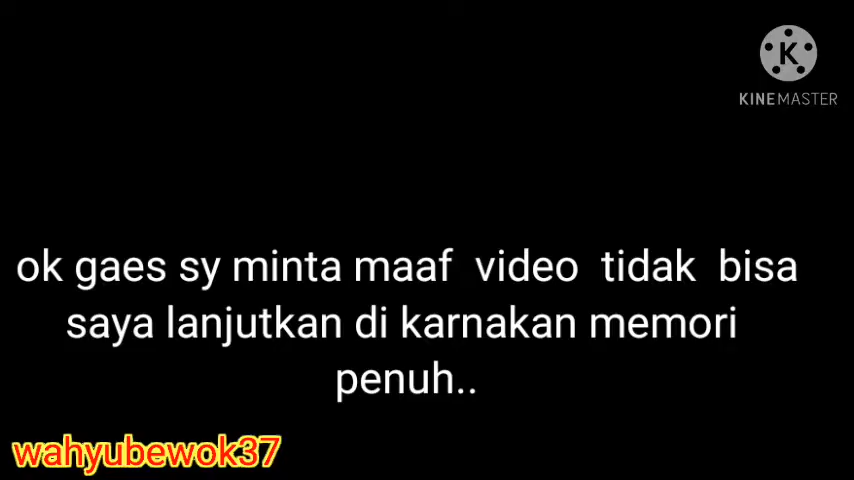 K
KINEMASTER
ok gaes sy minta maaf video tidak bisa
saya lanjutkan di karnakan memori
penuh..
wahyubewok37